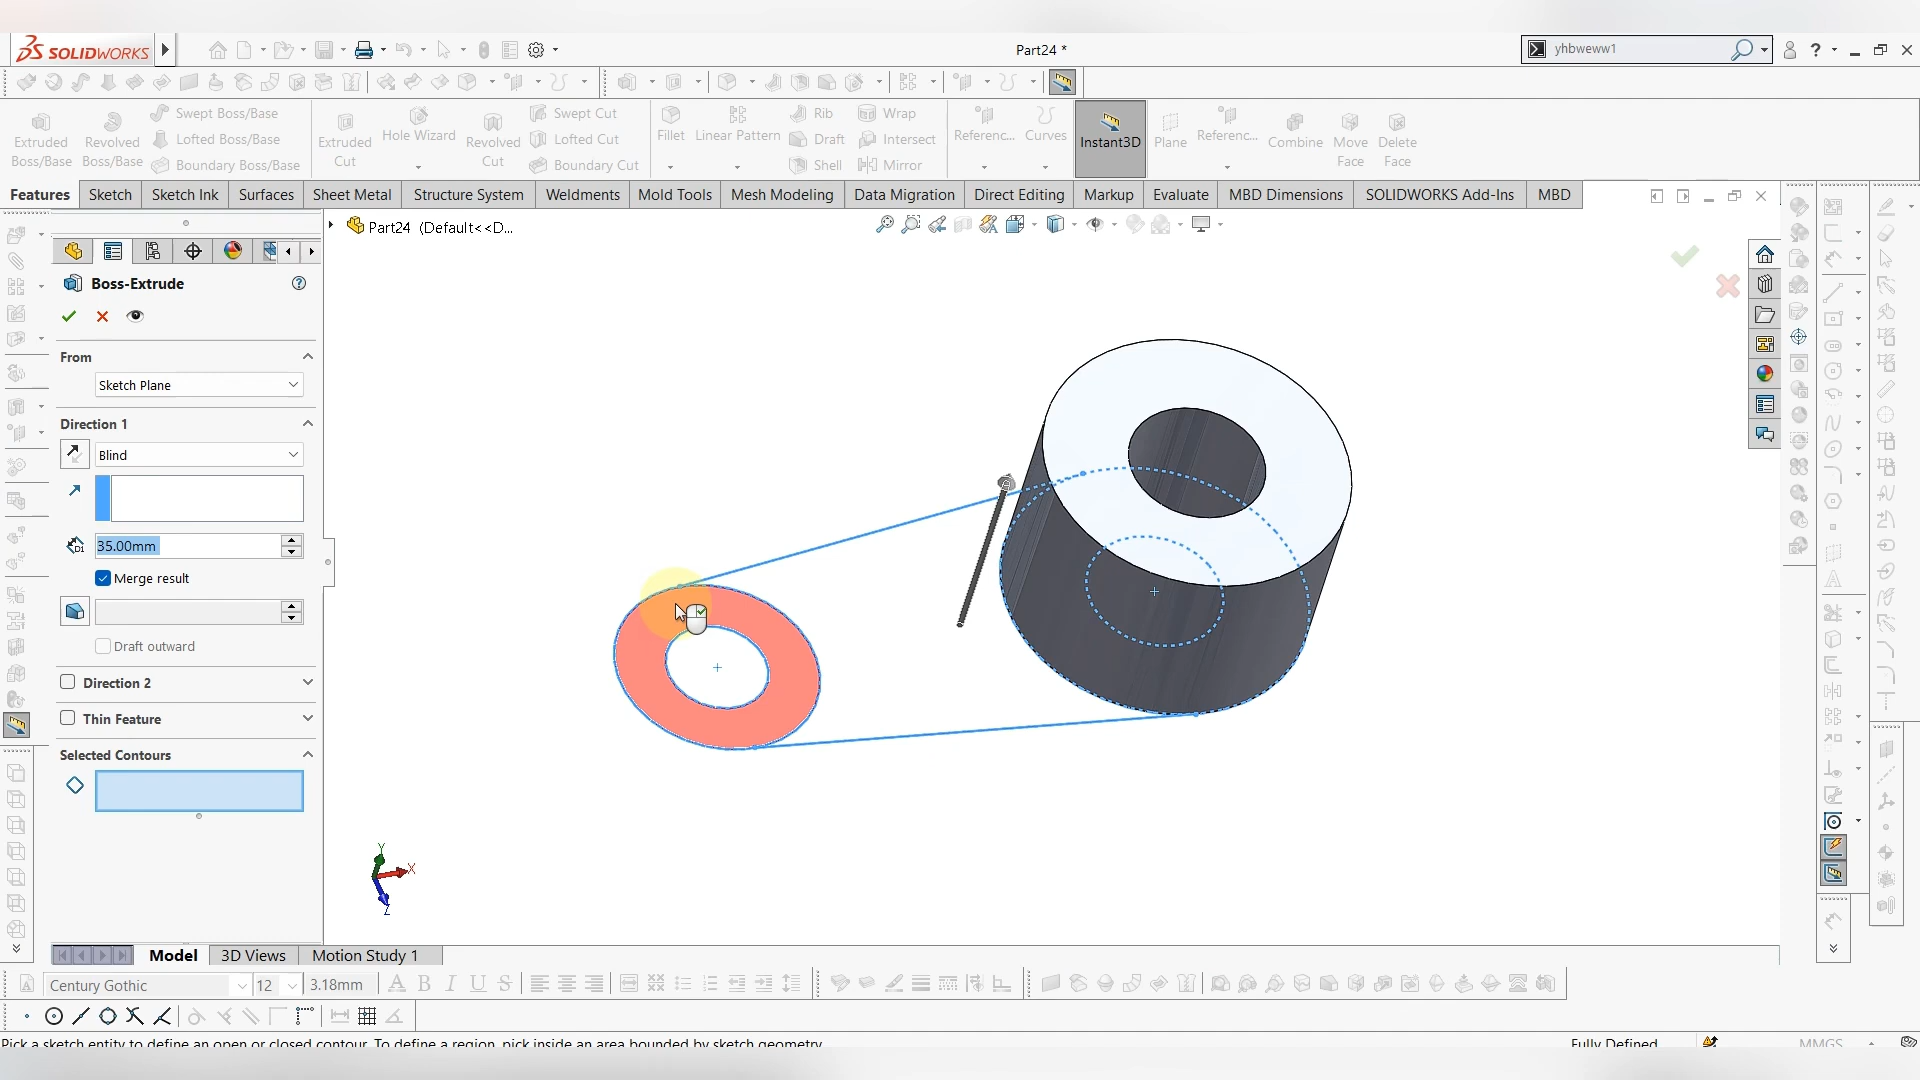 SOLIDWORKS
Part24 *
yhbweww1
Extruded Boss/Base
Revolved Boss/Base
Swept Boss/Base
Lofted Boss/Base
Boundary Boss/Base
Extruded Cut
Hole Wizard
Revolved Cut
Swept Cut
Lofted Cut
Boundary Cut
Fillet
Linear Pattern
Rib
Draft
Shell
Wrap
Intersect
Mirror
Referenc...
Curves
Instant3D
Plane
Referenc...
Combine
Move Face
Delete Face
Features Sketch Sketch Ink Surfaces Sheet Metal Structure System Weldments Mold Tools Mesh Modeling Data Migration Direct Editing Markup Evaluate MBD Dimensions SOLIDWORKS Add-Ins MBD
Part24 (Default<<D...
Boss-Extrude
From
Sketch Plane
Direction 1
Blind
D1
35.00mm
Merge result
Draft outward
Direction 2
Thin Feature
Selected Contours
Y
X
Z
Model 3D Views Motion Study 1
Century Gothic 12 3.18mm A B I U S
Pick a sketch entity to define an open or closed contour. To define a region, pick inside an area bounded by sketch geometry
Fully Defined
MMGS